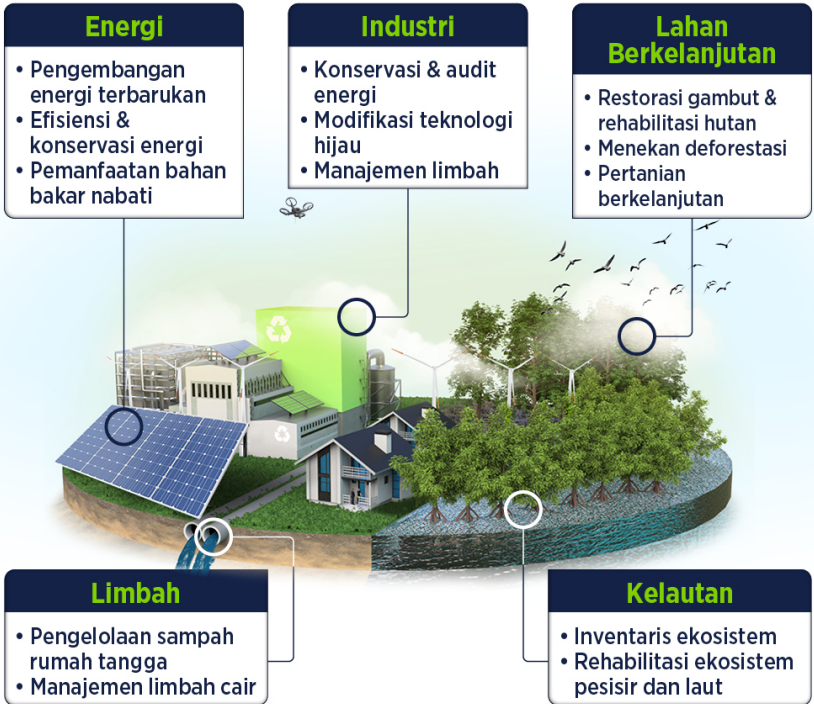 Energi
• Pengembangan
energi terbarukan
• Efisiensi &
konservasi energi
• Pemanfaatan bahan
bakar nabati
Industri
• Konservasi & audit
energi
• Modifikasi teknologi
hijau
• Manajemen limbah
Lahan
Berkelanjutan
• Restorasi gambut &
rehabilitasi hutan
• Menekan deforestasi
• Pertanian
berkelanjutan
Limbah
• Pengelolaan sampah
rumah tangga
• Manajemen limbah cair
Kelautan
• Inventaris ekosistem
• Rehabilitasi ekosistem
pesisir dan laut